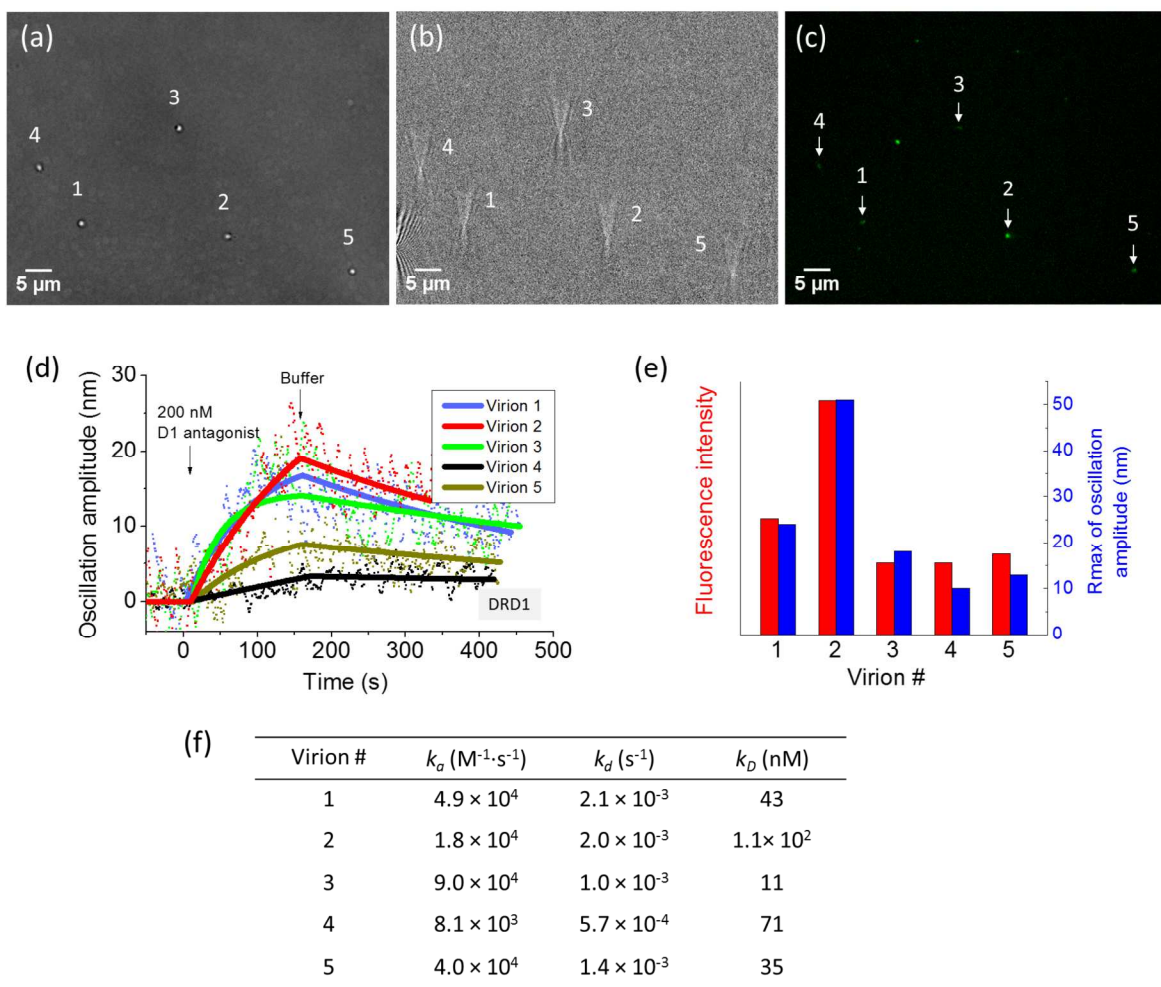 (a)
3
4
1
2
5
5 μm
(b)
3
4
1
2
5
5 μm
(c)
3
4
1
2
5
5 μm
(d)
30
20
10
0
Oscillation amplitude (nm)
200 nM
D1 antagonist
Buffer
Virion 1
Virion 2
Virion 3
Virion 4
Virion 5
DRD1
0 100 200 300 400 500
Time (s)
(e)
Fluorescence intensity
50
40
30
20
10
0
Rmax of oscillation
amplitude (nm)
1 2 3 4 5
Virion #
(f)
Virion # kₐ (M⁻¹·s⁻¹) k_d (s⁻¹) k_D (nM)
1 4.9 × 10⁴ 2.1 × 10⁻³ 43
2 1.8 × 10⁴ 2.0 × 10⁻³ 1.1× 10²
3 9.0 × 10⁴ 1.0 × 10⁻³ 11
4 8.1 × 10³ 5.7 × 10⁻⁴ 71
5 4.0 × 10⁴ 1.4 × 10⁻³ 35